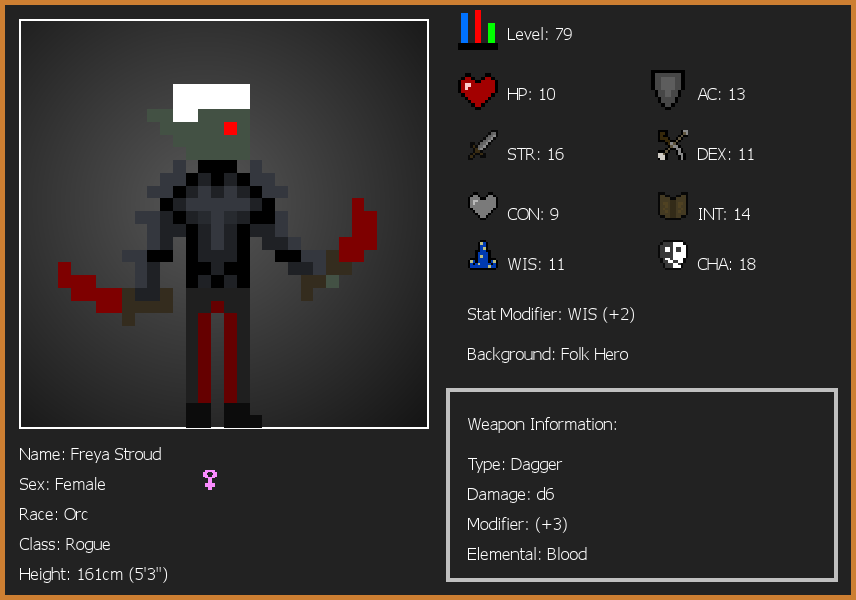 Level: 79
HP: 10
AC: 13
STR: 16
DEX: 11
CON: 9
INT: 14
WIS: 11
CHA: 18
Stat Modifier: WIS (+2)
Background: Folk Hero
Weapon Information:
Type: Dagger
Damage: d6
Modifier: (+3)
Elemental: Blood
Name: Freya Stroud
Sex: Female
Race: Orc
Class: Rogue
Height: 161cm (5'3")